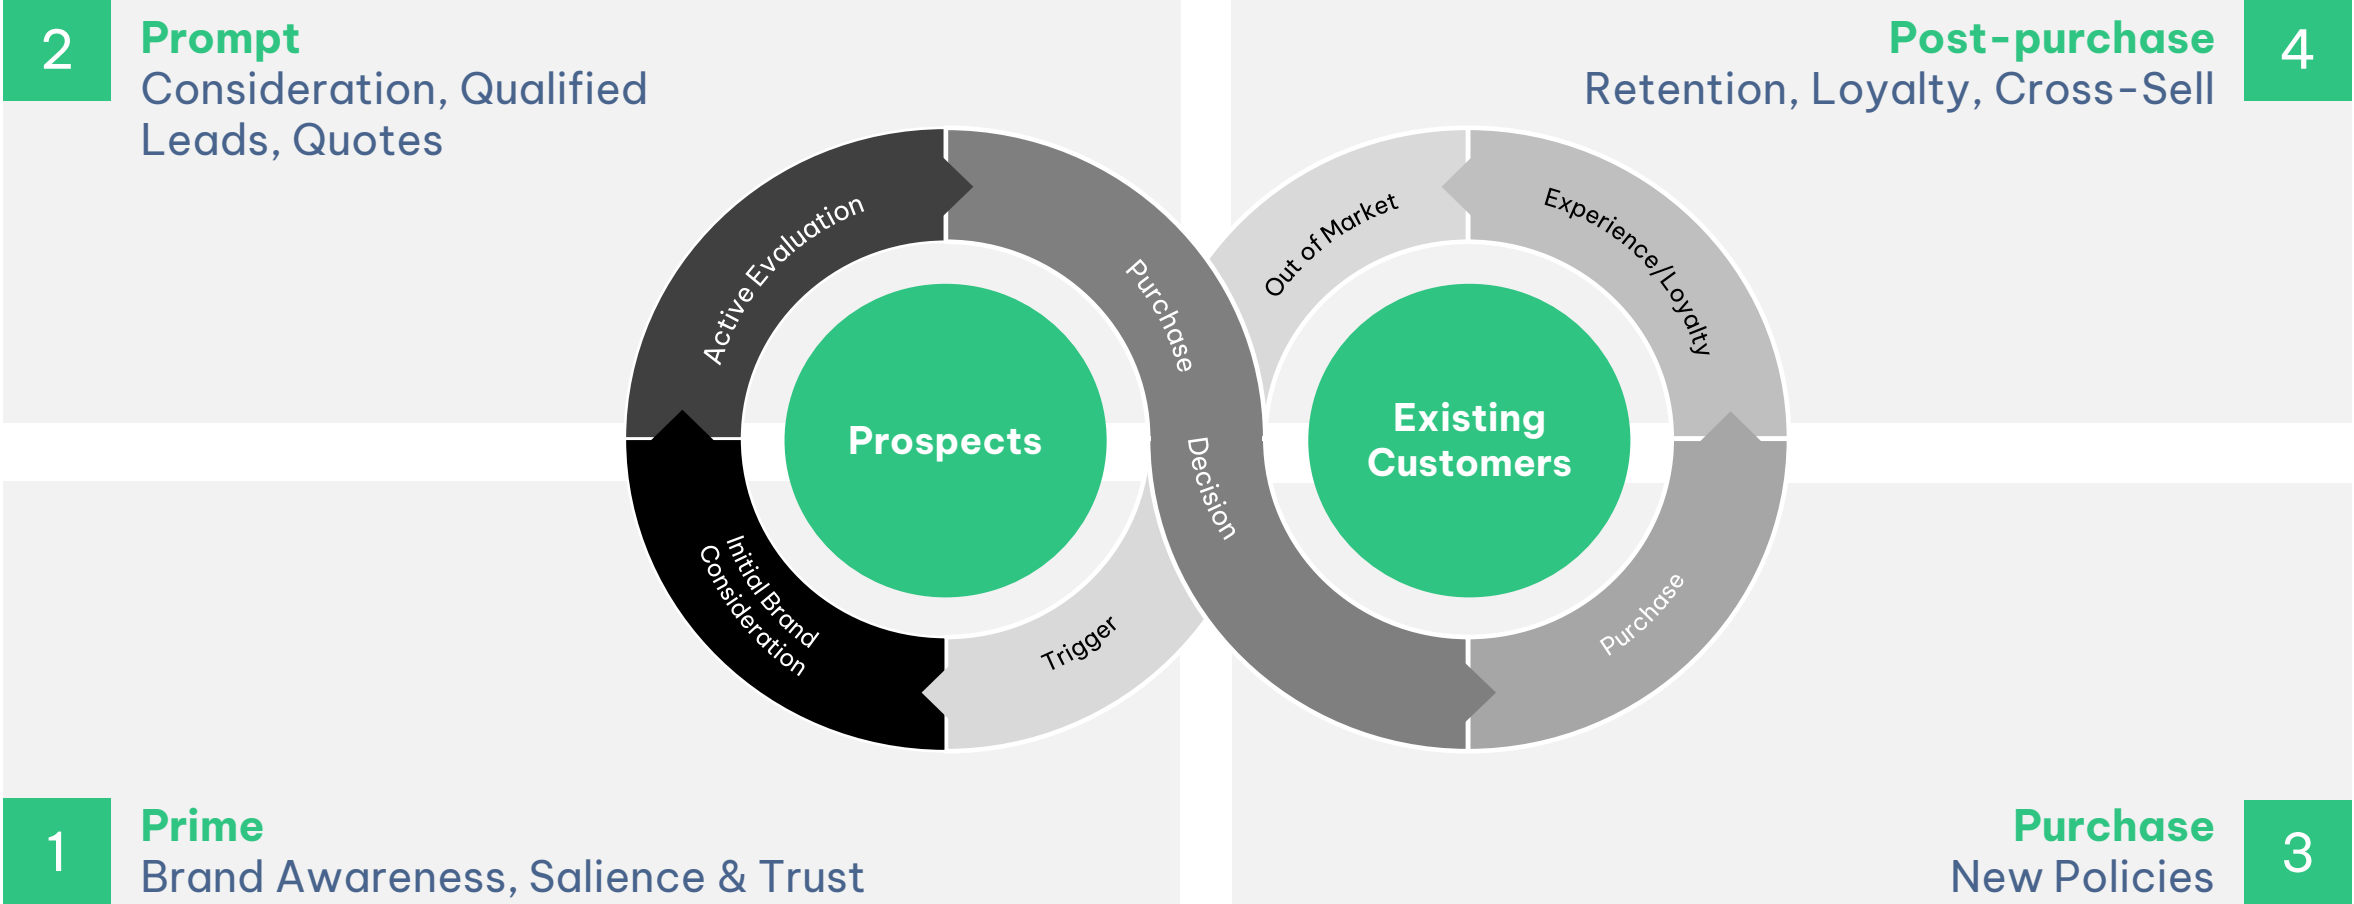 2
Prompt
Consideration, Qualified
Leads, Quotes
Post-purchase
Retention, Loyalty, Cross-Sell
4
Active Evaluation
Purchase
Decision
Out of Market
Experience/Loyalty
Prospects
Existing
Customers
Initial Brand
Consideration
Trigger
Purchase
1
Prime
Brand Awareness, Salience & Trust
Purchase
New Policies
3